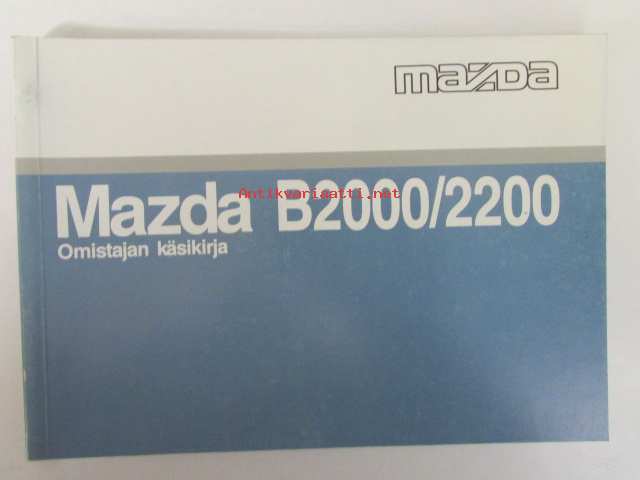 mazda
Antikvariaatti.net
Mazda B2000/2200
Omistajan käsikirja